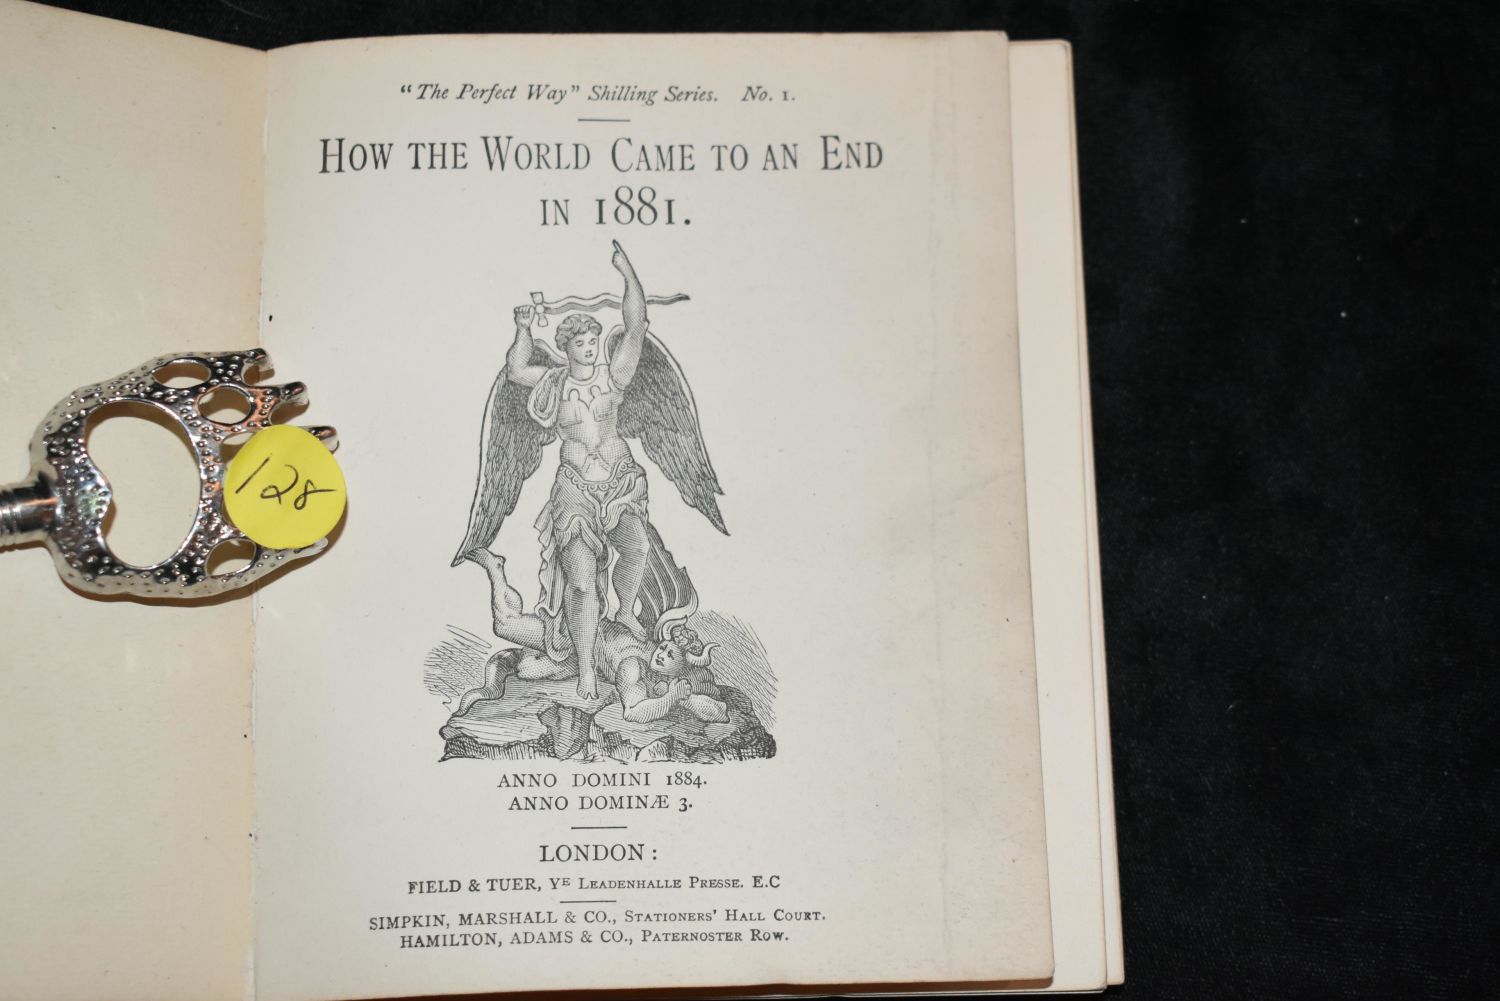 "The Perfect Way" Shilling Series. No. 1.
HOW THE WORLD CAME TO AN END
IN 1881.
128
ANNO DOMINI 1884.
ANNO DOMINÆ 3.
LONDON:
FIELD & TUER, YE LEADENHALLE PRESSE. E.C
SIMPKIN, MARSHALL & CO., STATIONERS' HALL COURT.
HAMILTON, ADAMS & CO., PATERNOSTER ROW.